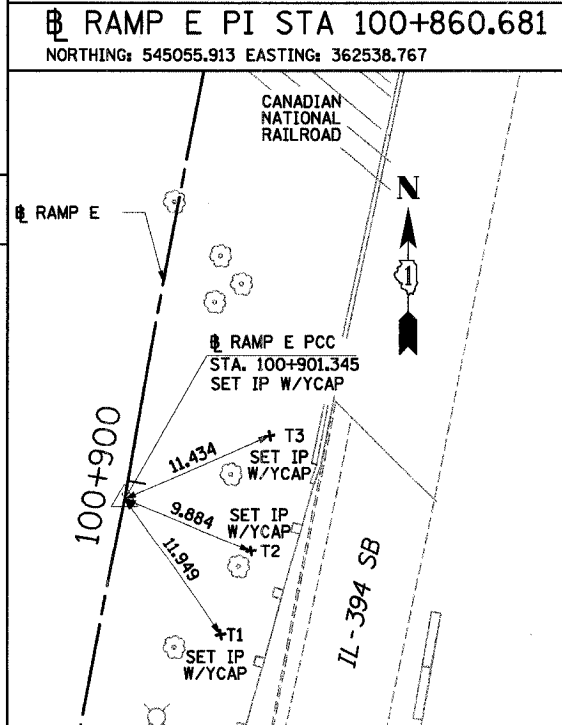 ℄ RAMP E PI STA 100+860.681
NORTHING: 545055.913 EASTING: 362538.767
CANADIAN
NATIONAL
RAILROAD
N
℄ RAMP E
1
℄ RAMP E PCC
STA. 100+901.345
SET IP W/YCAP
100+900
11.434
T3
SET IP
W/YCAP
9.884
SET IP
W/YCAP
T2
11.949
T1
SET IP
W/YCAP
IL-394 SB